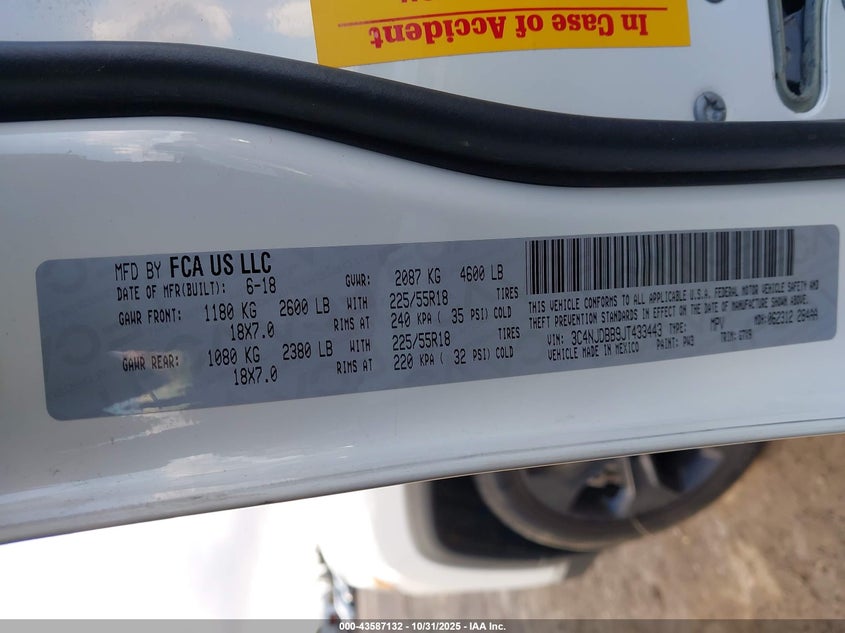 In Case of Accident
MFD BY FCA US LLC
DATE OF MFR(BUILT): 6-18 GVWR: 2087 KG 4600 LB
GAWR FRONT: 1180 KG 2600 LB WITH 225/55R18 TIRES
18X7.0 RIMS AT 240 KPA ( 35 PSI) COLD
GAWR REAR: 1080 KG 2380 LB WITH 225/55R18 TIRES
18X7.0 RIMS AT 220 KPA ( 32 PSI) COLD
THIS VEHICLE CONFORMS TO ALL APPLICABLE U.S.A. FEDERAL MOTOR VEHICLE SAFETY AND
THEFT PREVENTION STANDARDS IN EFFECT ON THE DATE OF MANUFACTURE SHOWN ABOVE.
VIN: 3C4NJDBB9JT433443 TYPE: MPV MDH: 062312 284AA
VEHICLE MADE IN MEXICO PAINT: PW3 TRIM: GTX9
000-43587132 - 10/31/2025 - IAA Inc.